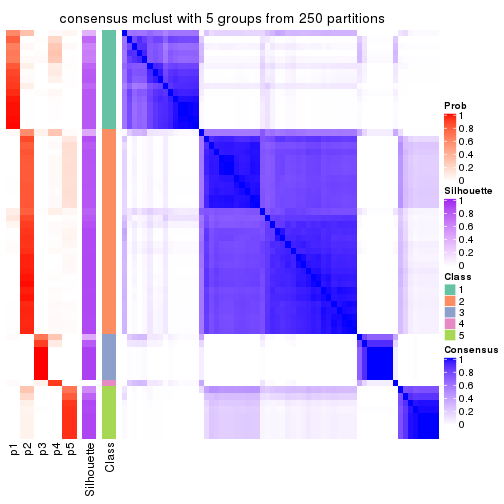 consensus mclust with 5 groups from 250 partitions
Prob
1
0.8
0.6
0.4
0.2
0
Silhouette
1
0.8
0.6
0.4
0.2
0
Class
1
2
3
4
5
Consensus
1
0.8
0.6
0.4
0.2
0
p1
p2
p3
p4
p5
Silhouette
Class